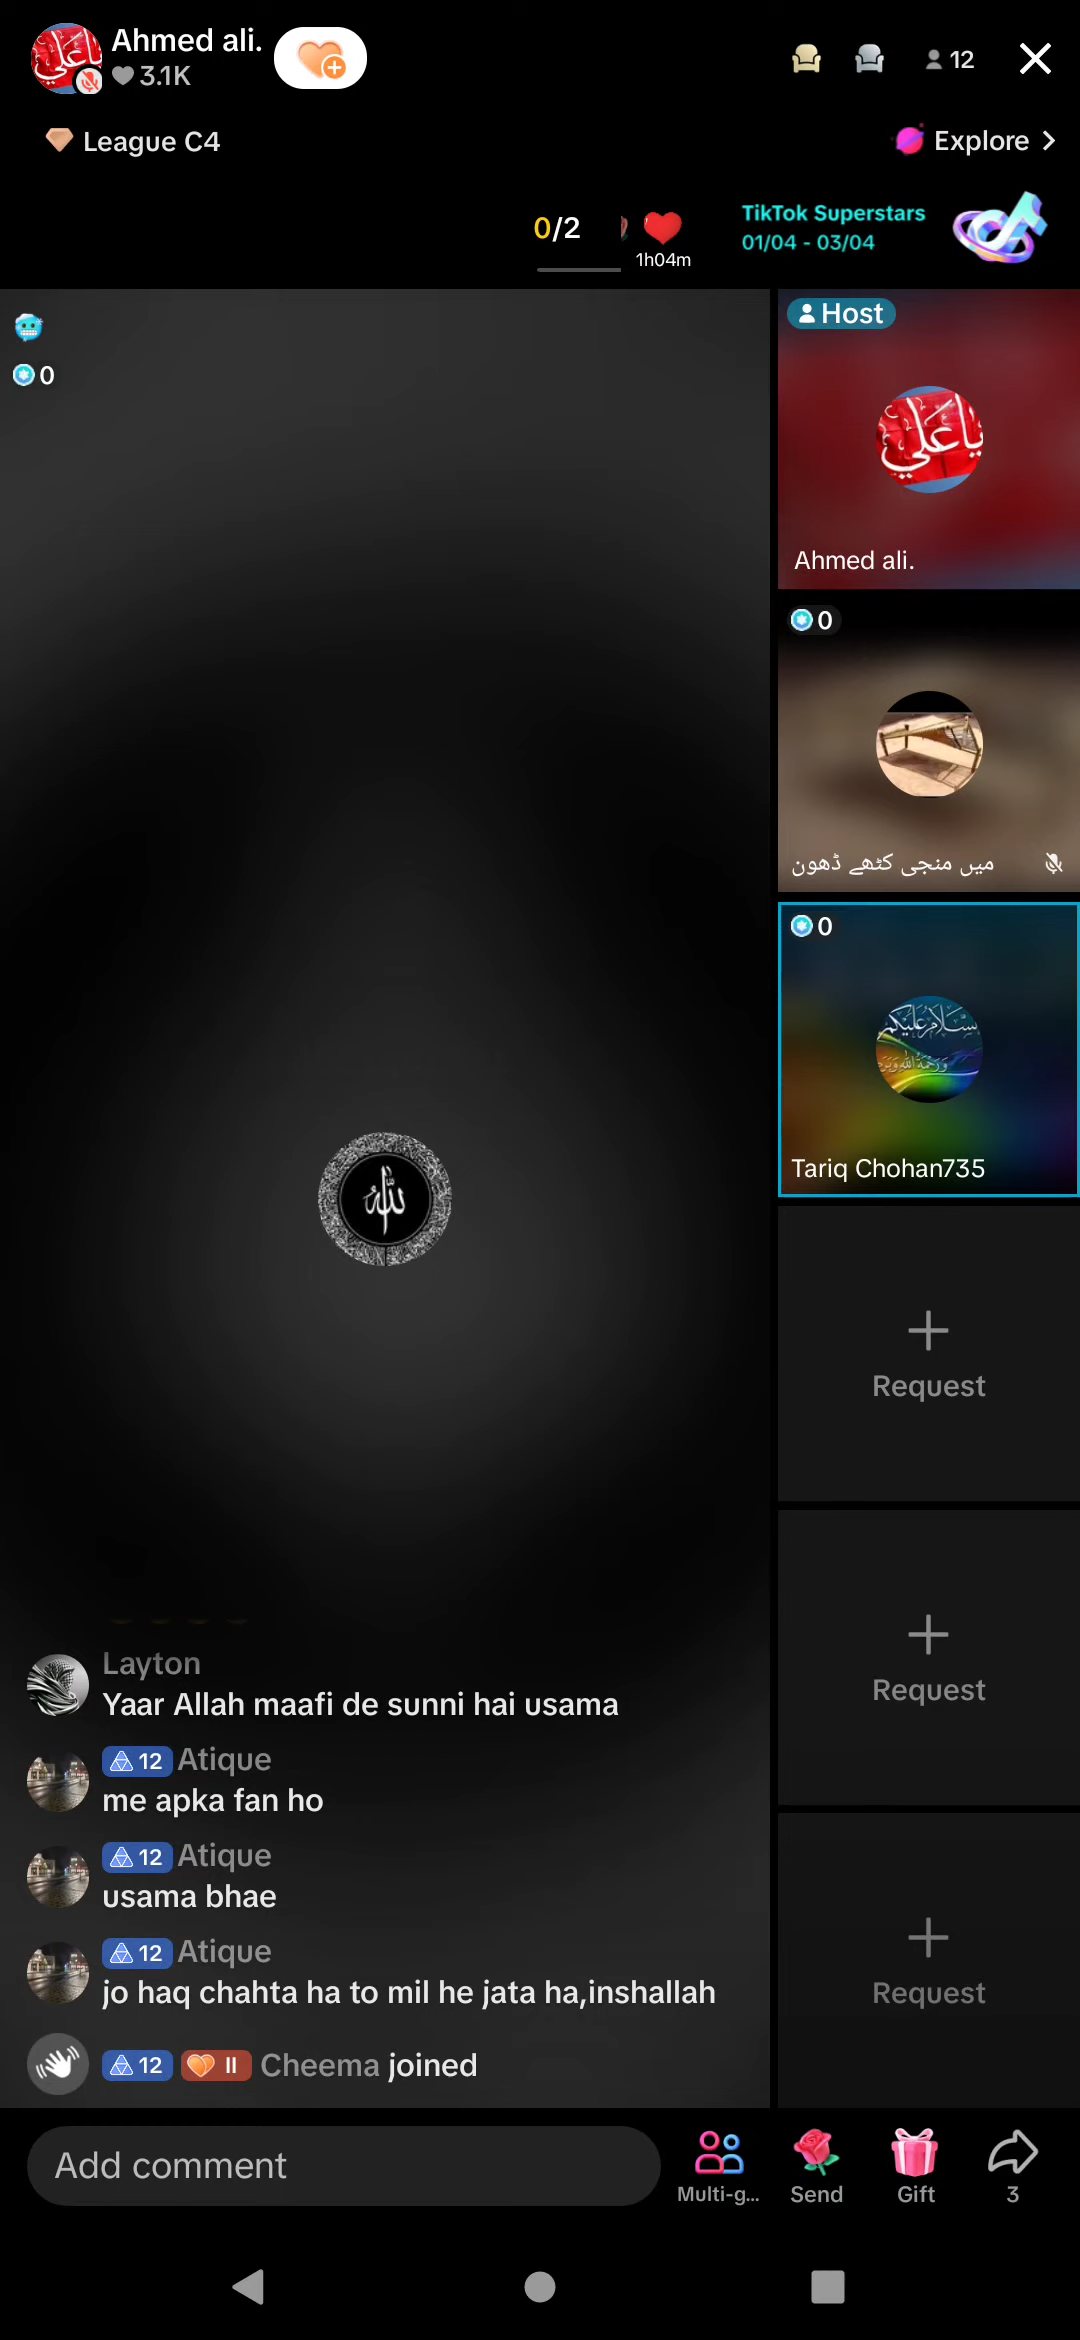 Ahmed ali.
3.1K
12
League C4
Explore
0/2
1h04m
TikTok Superstars
01/04 - 03/04
0
Host
يا علي
Ahmed ali.
0
میں منجی کٹھے ڈھون
0
Tariq Chohan735
الله
Request
Request
Request
Layton
Yaar Allah maafi de sunni hai usama
12 Atique
me apka fan ho
12 Atique
usama bhae
12 Atique
jo haq chahta ha to mil he jata ha,inshallah
12 II Cheema joined
Add comment
Multi-g...
Send
Gift
3